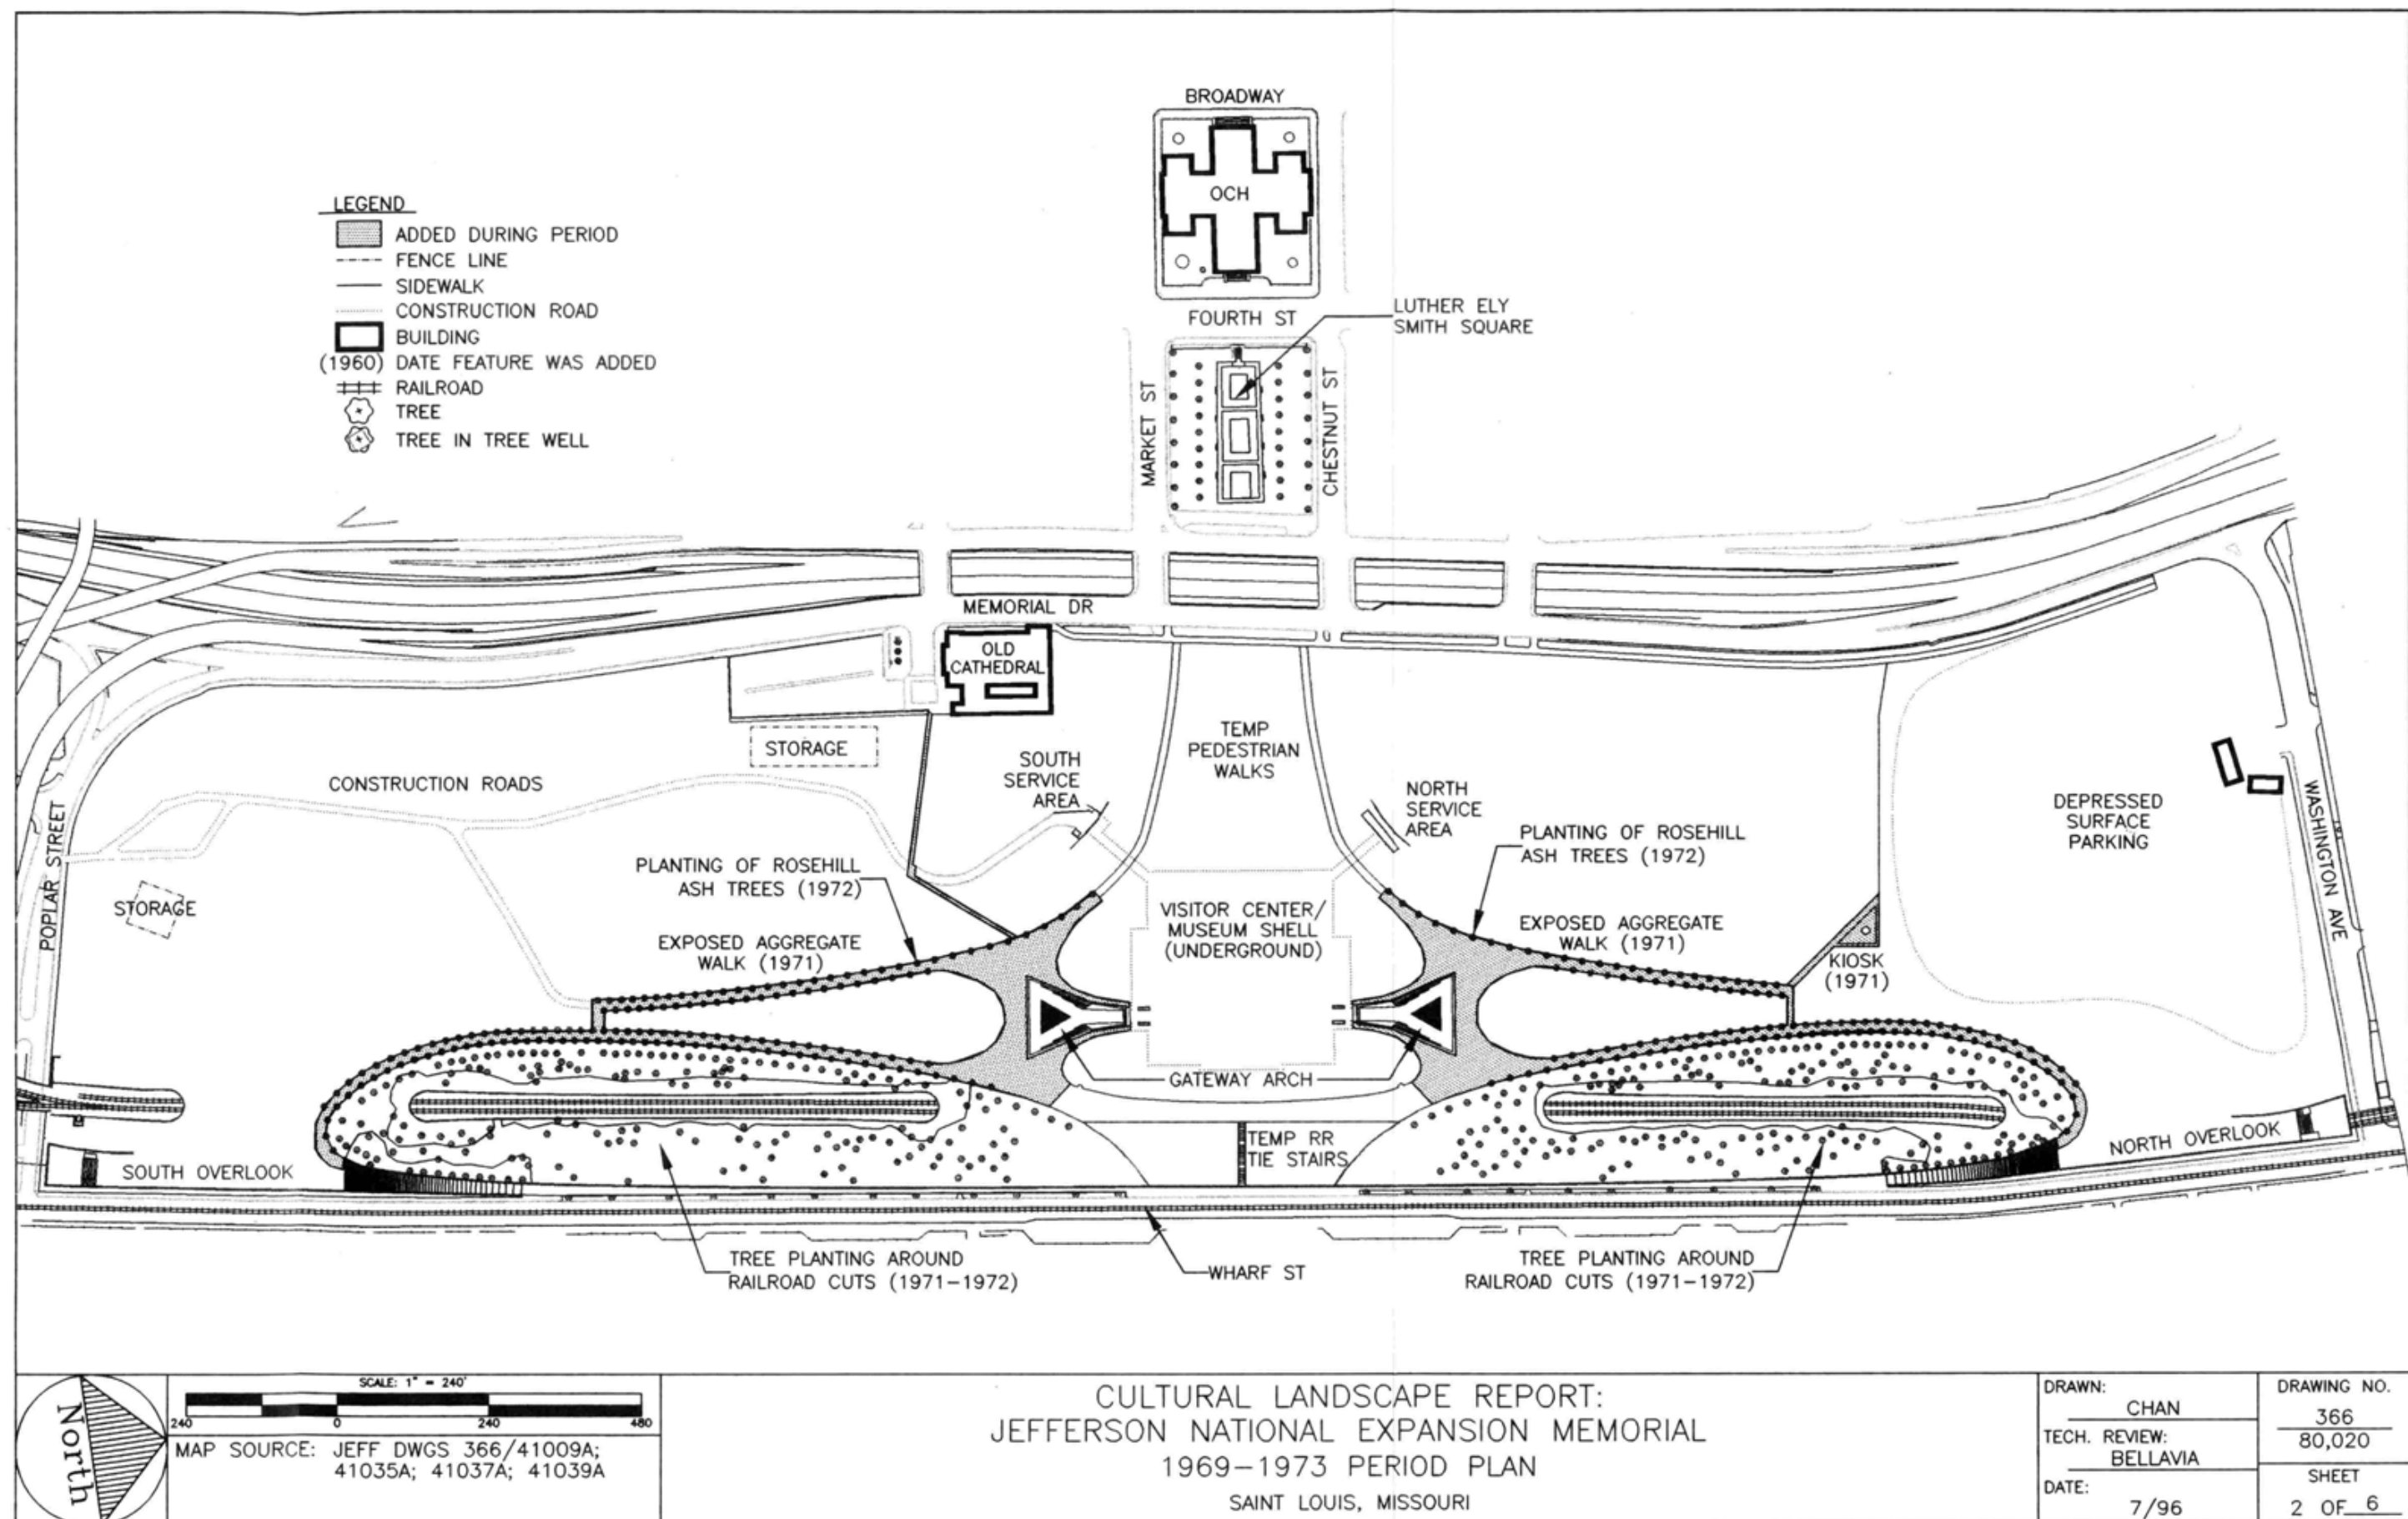 BROADWAY
OCH
FOURTH ST
LUTHER ELY
SMITH SQUARE
MARKET ST
CHESTNUT ST
LEGEND
ADDED DURING PERIOD
FENCE LINE
SIDEWALK
CONSTRUCTION ROAD
BUILDING
(1960) DATE FEATURE WAS ADDED
RAILROAD
TREE
TREE IN TREE WELL
MEMORIAL DR
OLD
CATHEDRAL
STORAGE
CONSTRUCTION ROADS
SOUTH
SERVICE
AREA
TEMP
PEDESTRIAN
WALKS
NORTH
SERVICE
AREA
DEPRESSED
SURFACE
PARKING
WASHINGTON AVE
POPLAR STREET
STORAGE
PLANTING OF ROSEHILL
ASH TREES (1972)
EXPOSED AGGREGATE
WALK (1971)
VISITOR CENTER/
MUSEUM SHELL
(UNDERGROUND)
PLANTING OF ROSEHILL
ASH TREES (1972)
EXPOSED AGGREGATE
WALK (1971)
KIOSK
(1971)
GATEWAY ARCH
TEMP RR
TIE STAIRS
SOUTH OVERLOOK
NORTH OVERLOOK
TREE PLANTING AROUND
RAILROAD CUTS (1971-1972)
WHARF ST
TREE PLANTING AROUND
RAILROAD CUTS (1971-1972)
North
SCALE: 1" = 240'
240 0 240 480
MAP SOURCE: JEFF DWGS 366/41009A;
41035A; 41037A; 41039A
CULTURAL LANDSCAPE REPORT:
JEFFERSON NATIONAL EXPANSION MEMORIAL
1969-1973 PERIOD PLAN
SAINT LOUIS, MISSOURI
DRAWN:
CHAN
TECH. REVIEW:
BELLAVIA
DATE:
7/96
DRAWING NO.
366
80,020
SHEET
2 OF 6